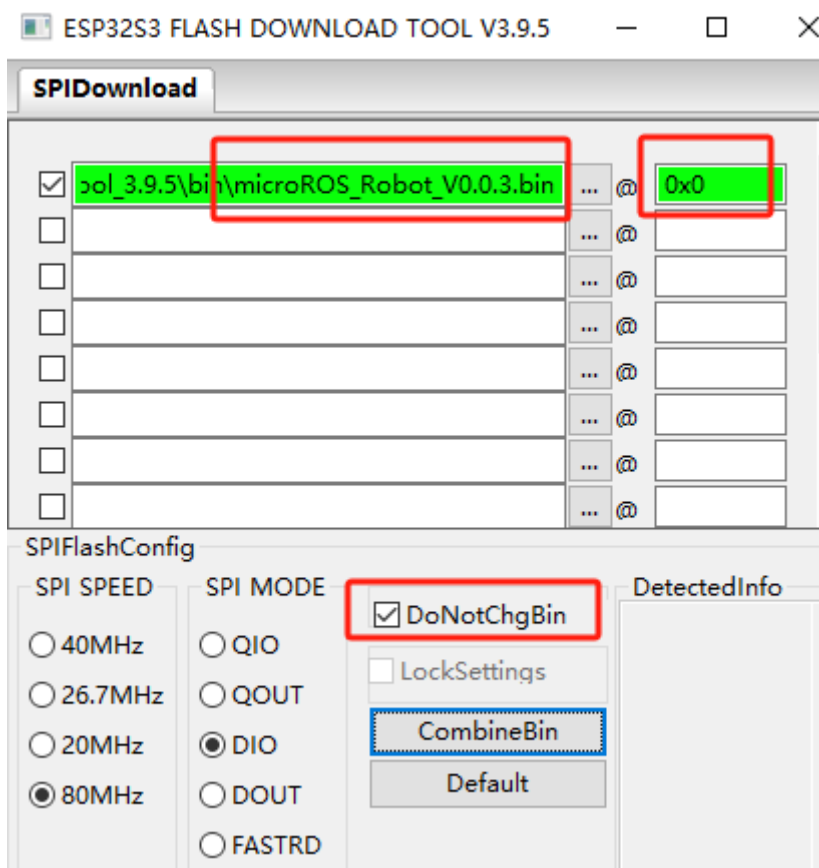 ESP32S3 FLASH DOWNLOAD TOOL V3.9.5
SPIDownload
ool_3.9.5\bin\microROS_Robot_V0.0.3.bin ... @ 0x0
... @
... @
... @
... @
... @
... @
... @
SPIFlashConfig
SPI SPEED SPI MODE DetectedInfo
DoNotChgBin
40MHz QIO
LockSettings
26.7MHz QOUT
CombineBin
20MHz DIO
Default
80MHz DOUT
FASTRD